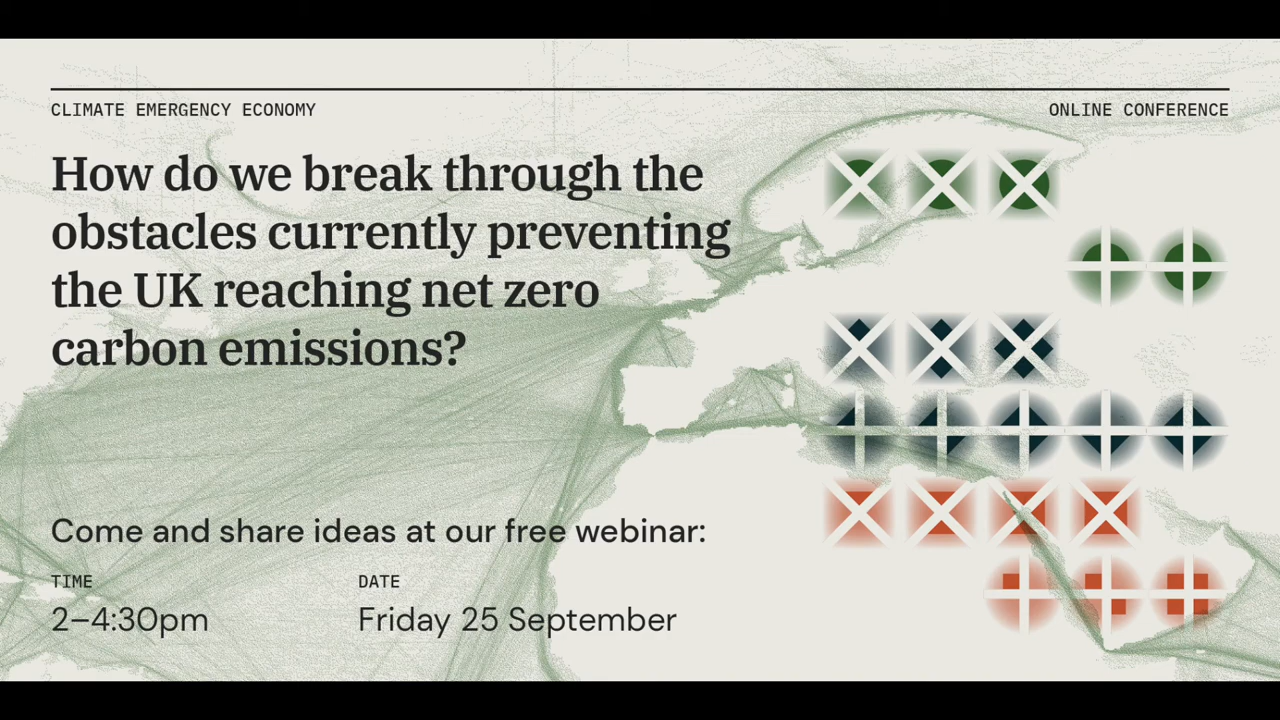 CLIMATE EMERGENCY ECONOMY
ONLINE CONFERENCE
How do we break through the
obstacles currently preventing
the UK reaching net zero
carbon emissions?
Come and share ideas at our free webinar:
TIME
2–4:30pm
DATE
Friday 25 September